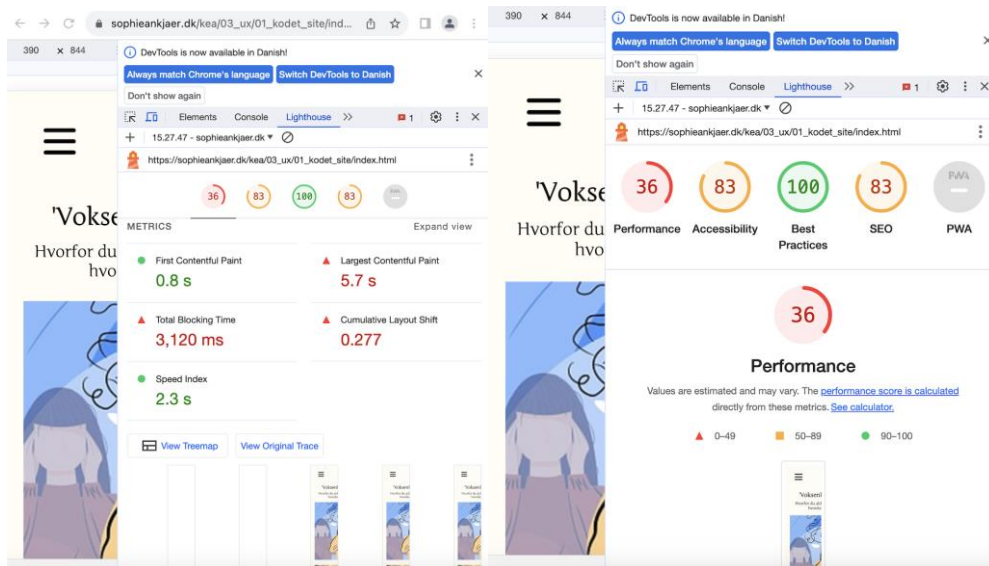 sophieankjaer.dk/kea/03_ux/01_kodet_site/ind...
390 × 844
DevTools is now available in Danish!
Always match Chrome's language Switch DevTools to Danish
Don't show again
Elements Console Lighthouse 1
15.27.47 - sophieankjaer.dk
https://sophieankjaer.dk/kea/03_ux/01_kodet_site/index.html
36 83 100 83
METRICS Expand view
First Contentful Paint
0.8 s
Largest Contentful Paint
5.7 s
Total Blocking Time
3,120 ms
Cumulative Layout Shift
0.277
Speed Index
2.3 s
View Treemap View Original Trace
'Vokse
Hvorfor du
hvo
390 × 844
DevTools is now available in Danish!
Always match Chrome's language Switch DevTools to Danish
Don't show again
Elements Console Lighthouse 1
15.27.47 - sophieankjaer.dk
https://sophieankjaer.dk/kea/03_ux/01_kodet_site/index.html
36 83 100 83 PWA
Performance Accessibility Best Practices SEO PWA
36
Performance
Values are estimated and may vary. The performance score is calculated
directly from these metrics. See calculator.
0–49 50–89 90–100
'Vokse
Hvorfor du
hvo